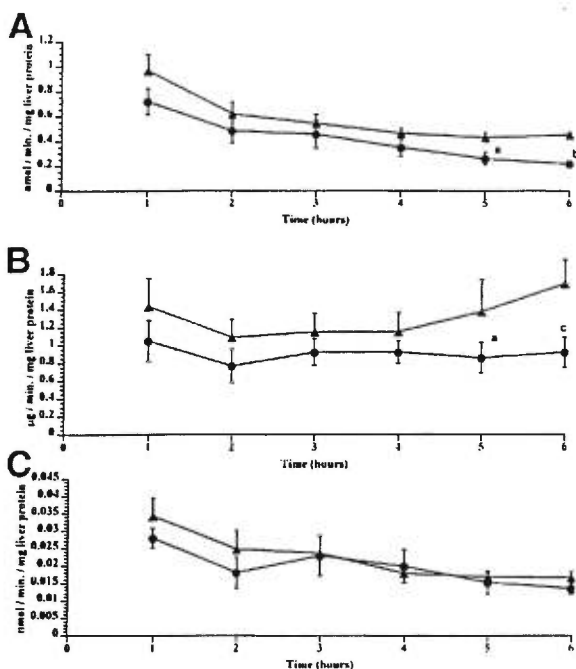 A
nmol / min. / mg liver protein
1.2
1
0.8
0.6
0.4
0.2
0
a
b
0 1 2 3 4 5 6
Time (hours)
B
µg / min. / mg liver protein
1.8
1.6
1.4
1.2
1
0.8
0.6
0.4
0.2
0
a
c
0 1 2 3 4 5 6
Time (hours)
C
nmol / min. / mg liver protein
0.045
0.04
0.035
0.03
0.025
0.02
0.015
0.01
0.005
0
0 1 2 3 4 5 6
Time (hours)